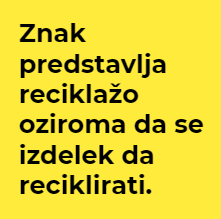 Znak
predstavlja
reciklažo
oziroma da se
izdelek da
reciklirati.